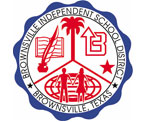 BROWNSVILLE INDEPENDENT SCHOOL DISTRICT
BROWNSVILLE, TEXAS